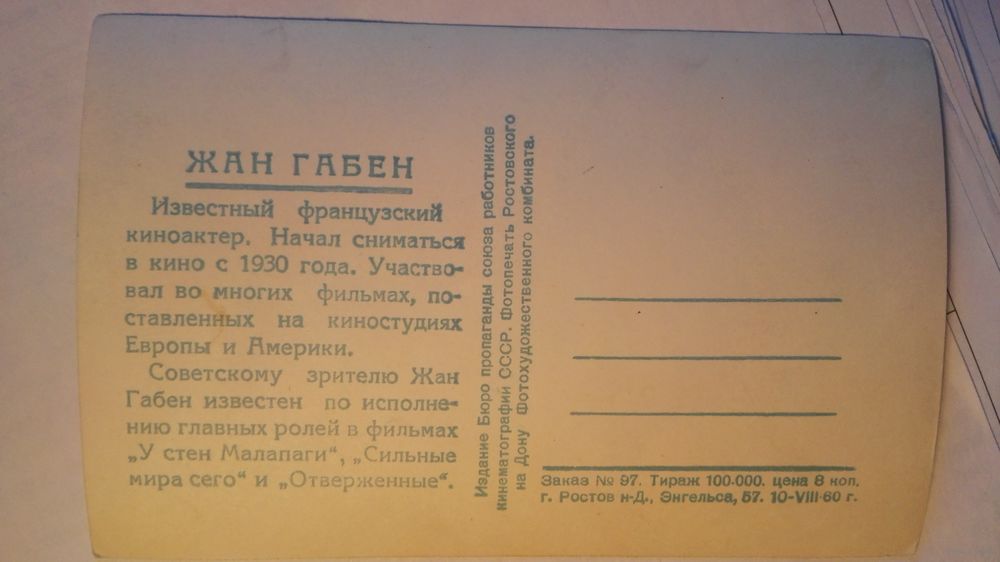 ЖАН ГАБЕН
Известный французский
киноактер. Начал сниматься
в кино с 1930 года. Участво-
вал во многих фильмах, по-
ставленных на киностудиях
Европы и Америки.
Советскому зрителю Жан
Габен известен по исполне-
нию главных ролей в фильмах
„У стен Малапаги“, „Сильные
мира сего“ и „Отверженные“.
Издание Бюро пропаганды союза работников
кинематографий СССР. Фотопечать Ростовского
на Дону Фотохудожественного комбината.
Заказ № 97. Тираж 100.000. цена 8 коп.
г. Ростов н-Д., Энгельса, 57. 10-VIII-60 г.